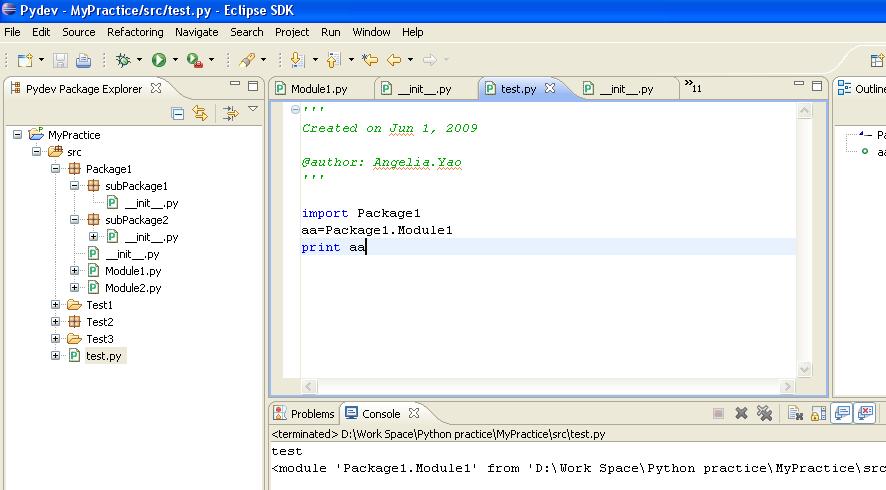 Pydev - MyPractice/src/test.py - Eclipse SDK
File Edit Source Refactoring Navigate Search Project Run Window Help
Pydev Package Explorer
Module1.py __init__.py test.py __init__.py »11
Outline
MyPractice
src
Package1
subPackage1
__init__.py
subPackage2
__init__.py
__init__.py
Module1.py
Module2.py
Test1
Test2
Test3
test.py
'''
Created on Jun 1, 2009
@author: Angelia.Yao
'''
import Package1
aa=Package1.Module1
print aa
Pa
aa
Problems Console
<terminated> D:\Work Space\Python practice\MyPractice\src\test.py
test
<module 'Package1.Module1' from 'D:\Work Space\Python practice\MyPractice\src